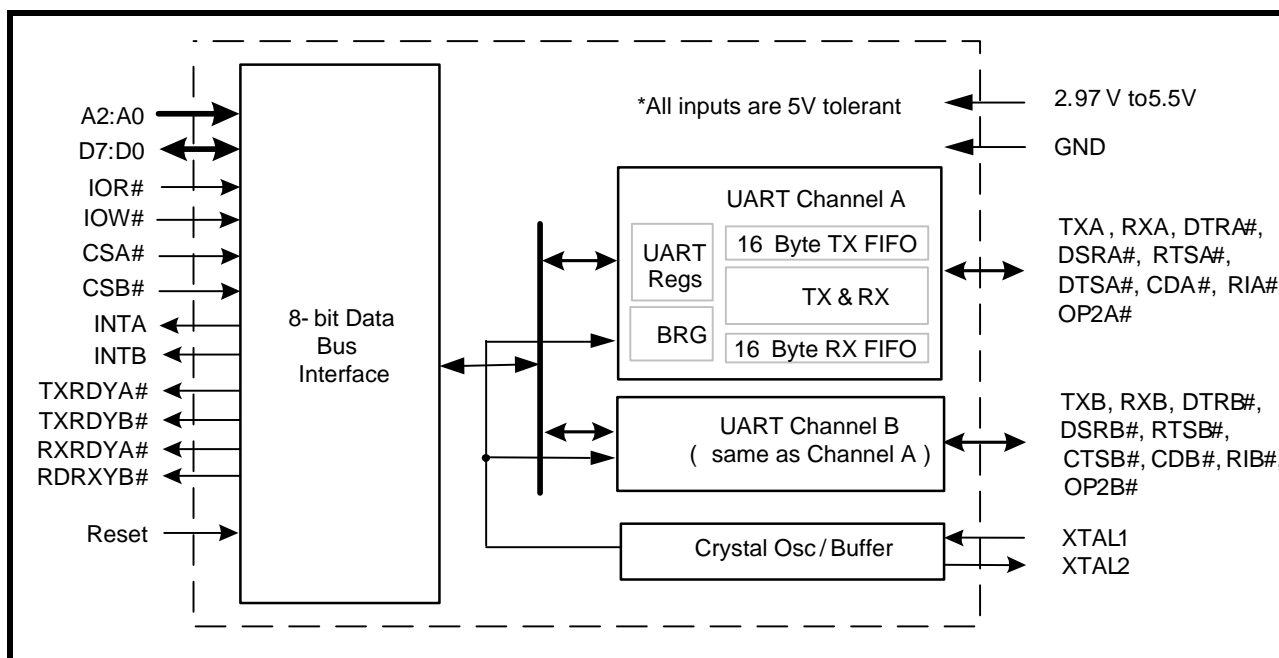 A2:A0
D7:D0
IOR#
IOW#
CSA#
CSB#
INTA
INTB
TXRDYA#
TXRDYB#
RXRDYA#
RDRXYB#
Reset
8- bit Data
Bus
Interface
*All inputs are 5V tolerant
2.97 V to5.5V
GND
UART Channel A
UART
Regs
BRG
16 Byte TX FIFO
TX & RX
16 Byte RX FIFO
TXA , RXA, DTRA#,
DSRA#, RTSA#,
DTSA#, CDA#, RIA#
OP2A#
UART Channel B
( same as Channel A )
TXB, RXB, DTRB#,
DSRB#, RTSB#,
CTSB#, CDB#, RIB#,
OP2B#
Crystal Osc / Buffer
XTAL1
XTAL2